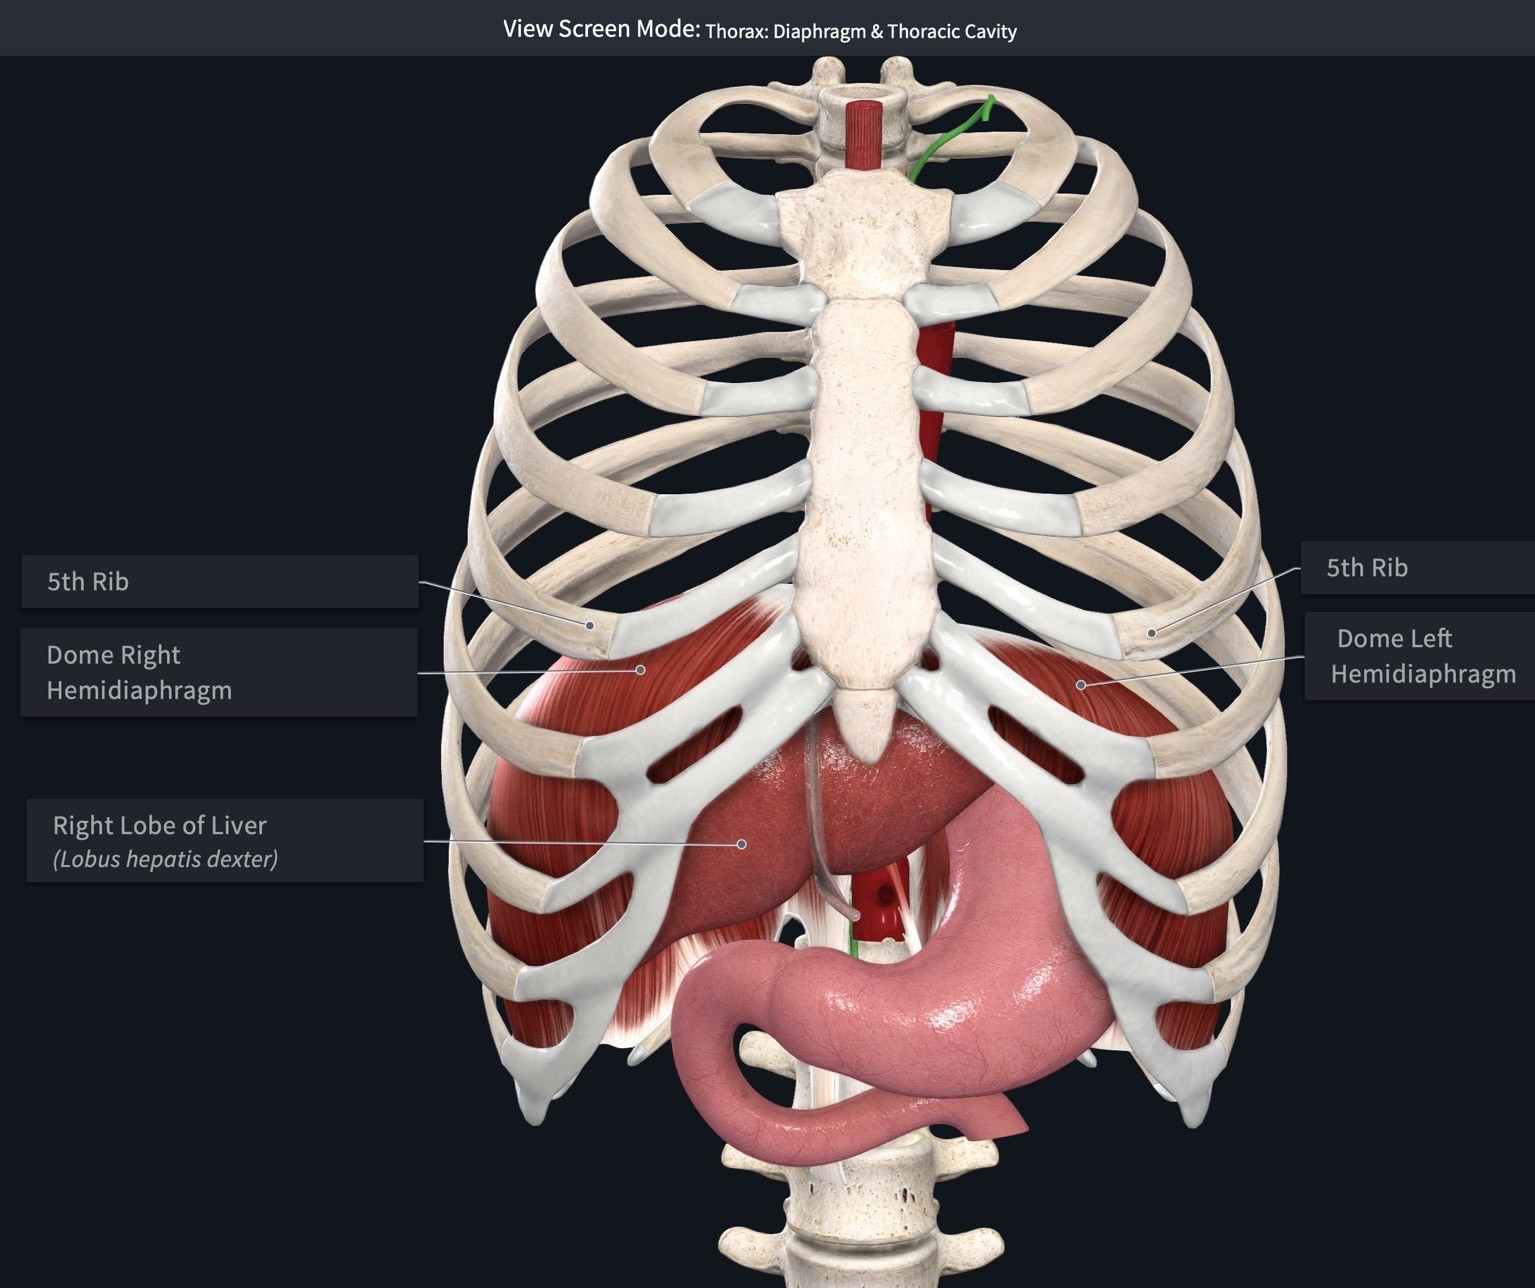 View Screen Mode: Thorax: Diaphragm & Thoracic Cavity
5th Rib
Dome Right
Hemidiaphragm
Right Lobe of Liver
(Lobus hepatis dexter)
5th Rib
Dome Left
Hemidiaphragm